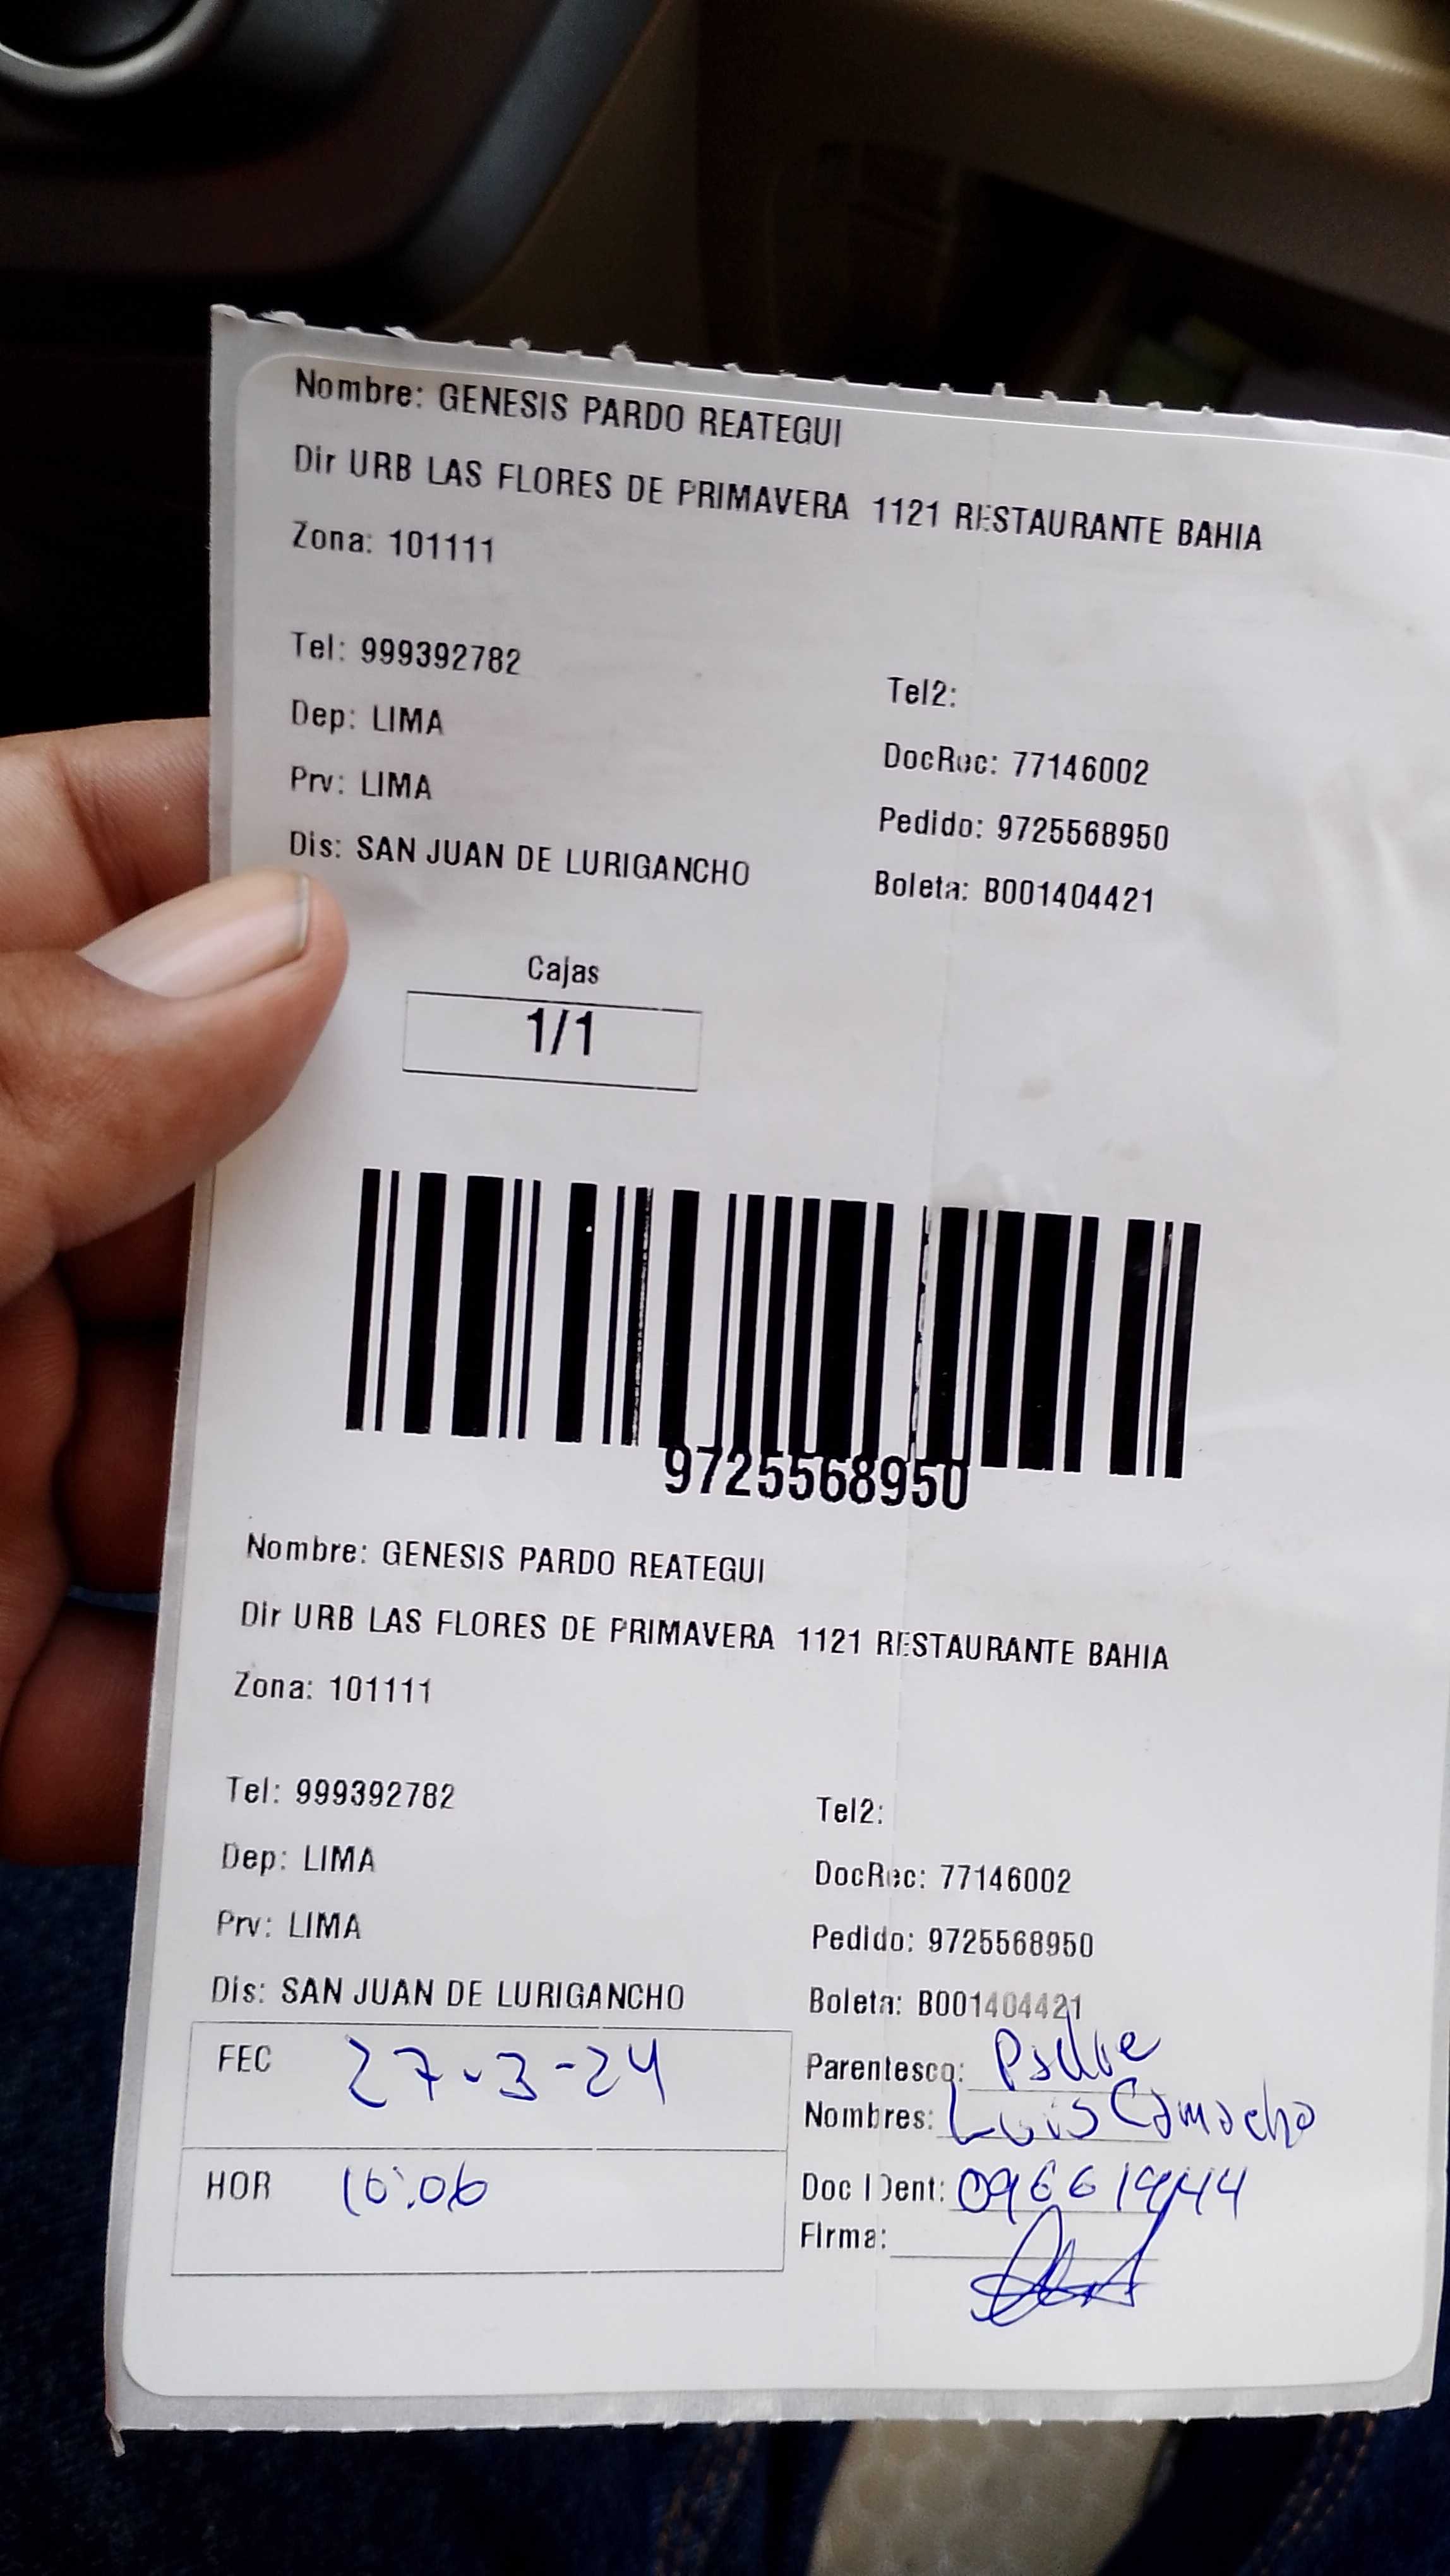 Nombre: GENESIS PARDO REATEGUI
Dir URB LAS FLORES DE PRIMAVERA 1121 RESTAURANTE BAHIA
Zona: 101111
Tel: 999392782
Tel2:
Dep: LIMA
DocRec: 77146002
Prv: LIMA
Pedido: 9725568950
Dis: SAN JUAN DE LURIGANCHO
Boleta: B001404421
Cajas
1/1
9725568950
Nombre: GENESIS PARDO REATEGUI
Dir URB LAS FLORES DE PRIMAVERA 1121 RESTAURANTE BAHIA
Zona: 101111
Tel: 999392782
Tel2:
Dep: LIMA
DocRec: 77146002
Prv: LIMA
Pedido: 9725568950
Dis: SAN JUAN DE LURIGANCHO
Boleta: B001404421
FEC 27-3-24
Parentesco: Padre
Nombres: Luis Camacho
HOR
Doc Ident:
Firma: